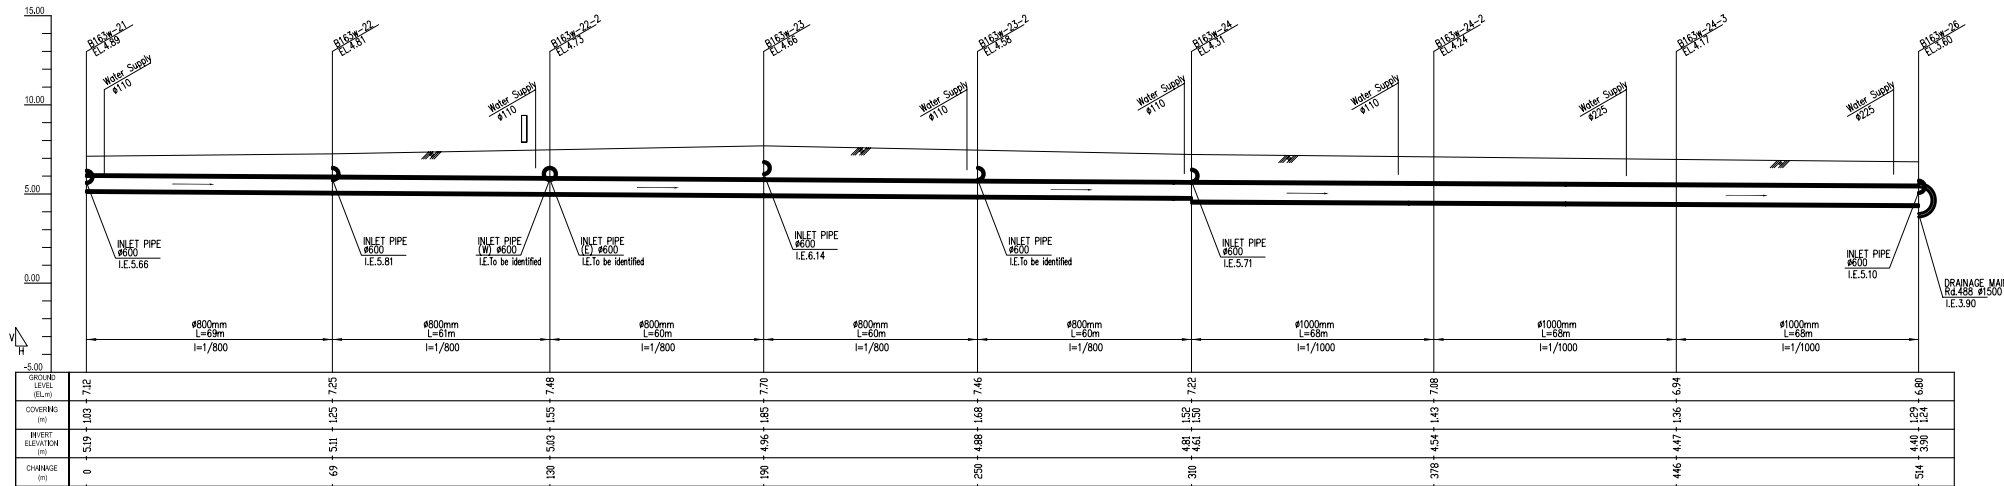 15.00
10.00
5.00
0.00
-5.00
V
H
B163w-21
EL.4.89
B163w-22
EL.4.81
B163w-22-2
EL.4.73
B163w-23
EL.4.66
B163w-23-2
EL.4.58
B163w-24
EL.4.31
B163w-24-2
EL.4.24
B163w-24-3
EL.4.17
B163w-26
EL.3.60
Water Supply
ø110
Water Supply
ø110
Water Supply
ø110
Water Supply
ø110
Water Supply
ø110
Water Supply
ø225
Water Supply
ø225
INLET PIPE
ø600
I.E.5.66
INLET PIPE
ø600
I.E.5.81
INLET PIPE
(W) ø600
I.E.To be identified
INLET PIPE
(E) ø600
I.E.To be identified
INLET PIPE
ø600
I.E.6.14
INLET PIPE
ø600
I.E.To be identified
INLET PIPE
ø600
I.E.5.71
INLET PIPE
ø600
I.E.5.10
DRAINAGE MAI
Rd.488 ø1500
I.E.3.90
ø800mm
L=69m
I=1/800
ø800mm
L=61m
I=1/800
ø800mm
L=60m
I=1/800
ø800mm
L=60m
I=1/800
ø800mm
L=60m
I=1/800
ø1000mm
L=68m
I=1/1000
ø1000mm
L=68m
I=1/1000
ø1000mm
L=68m
I=1/1000
GROUND
LEVEL
(EL.m)
7.12 7.25 7.48 7.70 7.46 7.22 7.08 6.94 6.80
COVERING
(m)
1.03 1.25 1.55 1.85 1.68 1.52 1.50 1.43 1.36 1.29 1.24
INVERT
ELEVATION
(m)
5.19 5.11 5.03 4.96 4.88 4.81 4.61 4.54 4.47 4.40 3.90
CHAINAGE
(m)
0 69 130 190 250 310 378 446 514